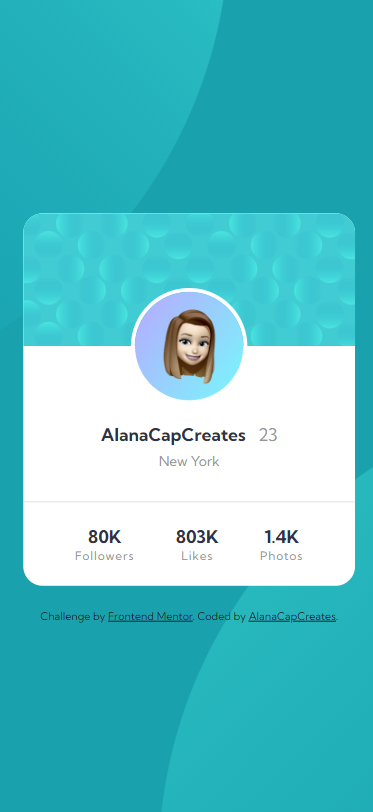 AlanaCapCreates 23
New York
80K 803K 1.4K
Followers Likes Photos
Challenge by Frontend Mentor. Coded by AlanaCapCreates.